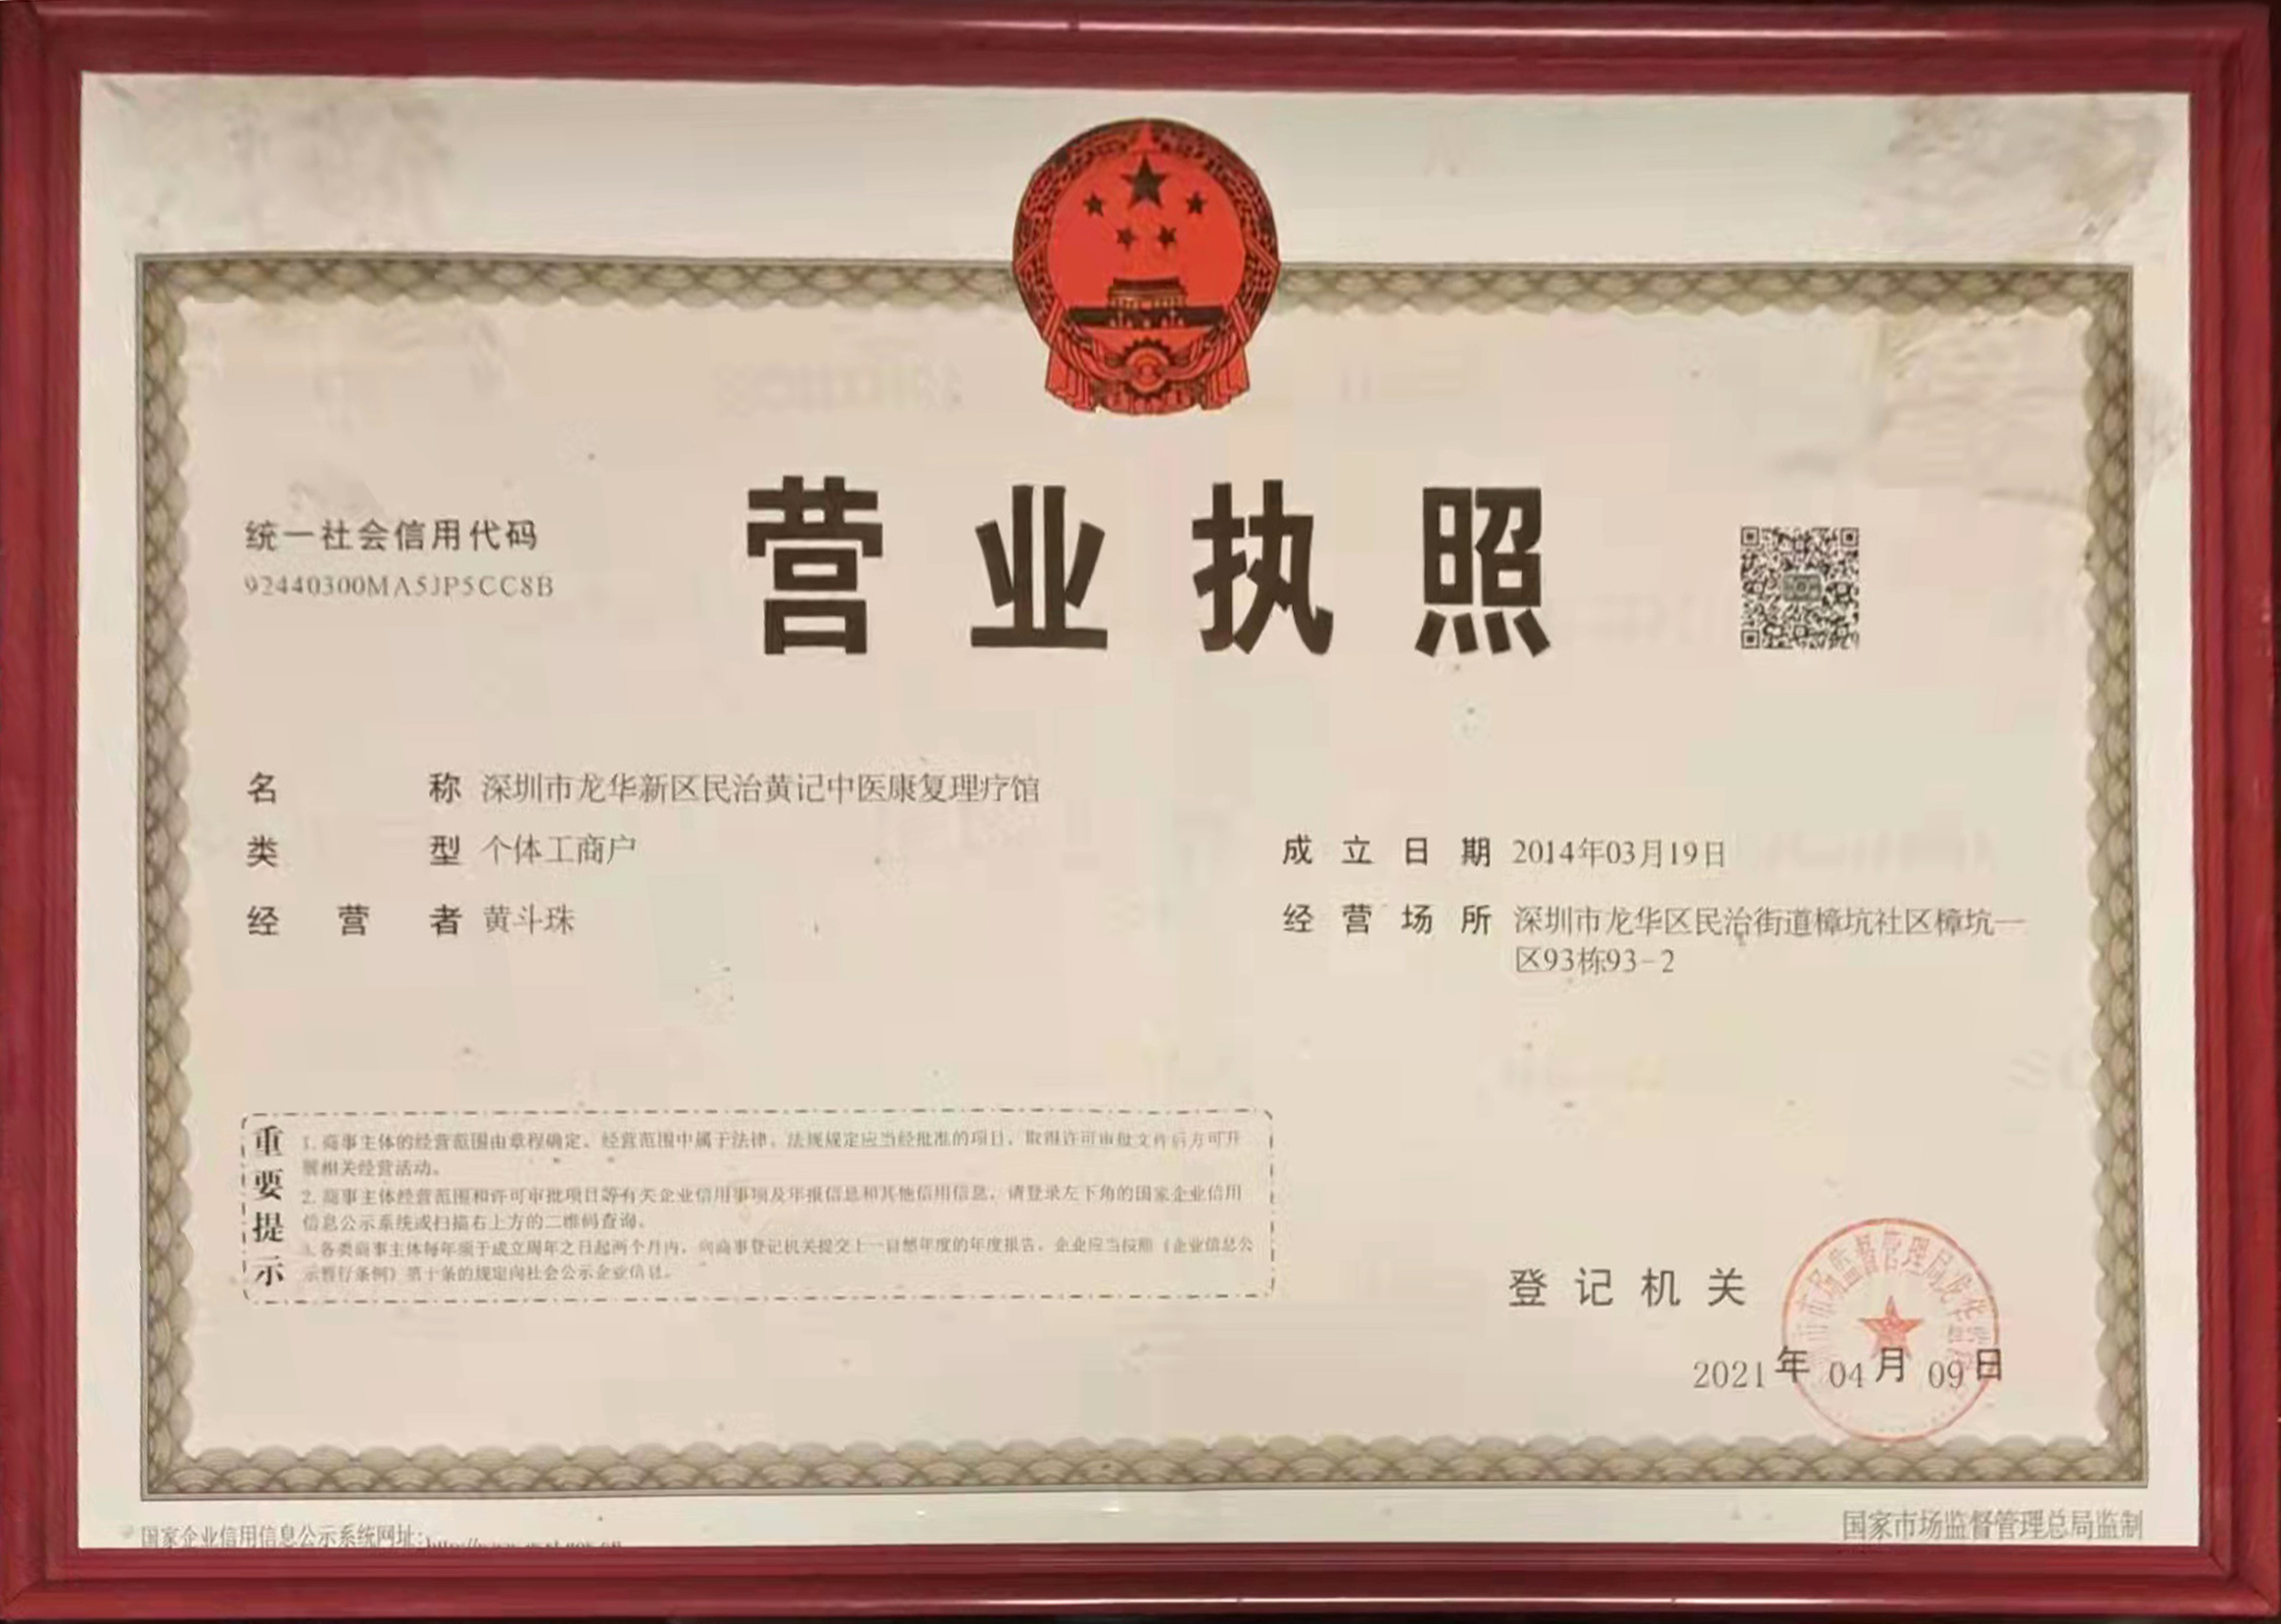 营业执照
统一社会信用代码
92440300MA5JP5CC8B
名称 深圳市龙华新区民治黄记中医康复理疗馆
类型 个体工商户
经营者 黄斗珠
成立日期 2014年03月19日
经营场所 深圳市龙华区民治街道樟坑社区樟坑一
区93栋93-2
重要提示
1. 商事主体的经营范围由章程确定。经营范围中属于法律、法规规定应当经批准的项目，取得许可审批文件后方可开
展相关经营活动。
2. 商事主体经营范围和许可审批项目等有关企业信用事项及年报信息和其他信用信息，请登录左下角的国家企业信用
信息公示系统或扫描右上方的二维码查询。
3. 各类商事主体每年须于成立周年之日起两个月内，向商事登记机关提交上一自然年度的年度报告。企业应当按照《企业信息公
示暂行条例》第十条的规定向社会公示企业信息。
登记机关
市市场监督管理局龙华
2021年04月09日
国家企业信用信息公示系统网址：
国家市场监督管理总局监制